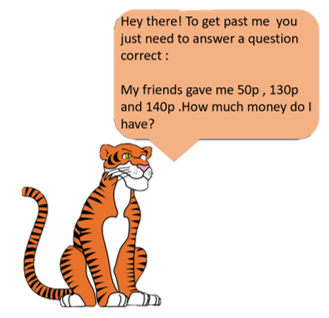 Hey there! To get past me you
just need to answer a question
correct :
My friends gave me 50p , 130p
and 140p .How much money do I
have?